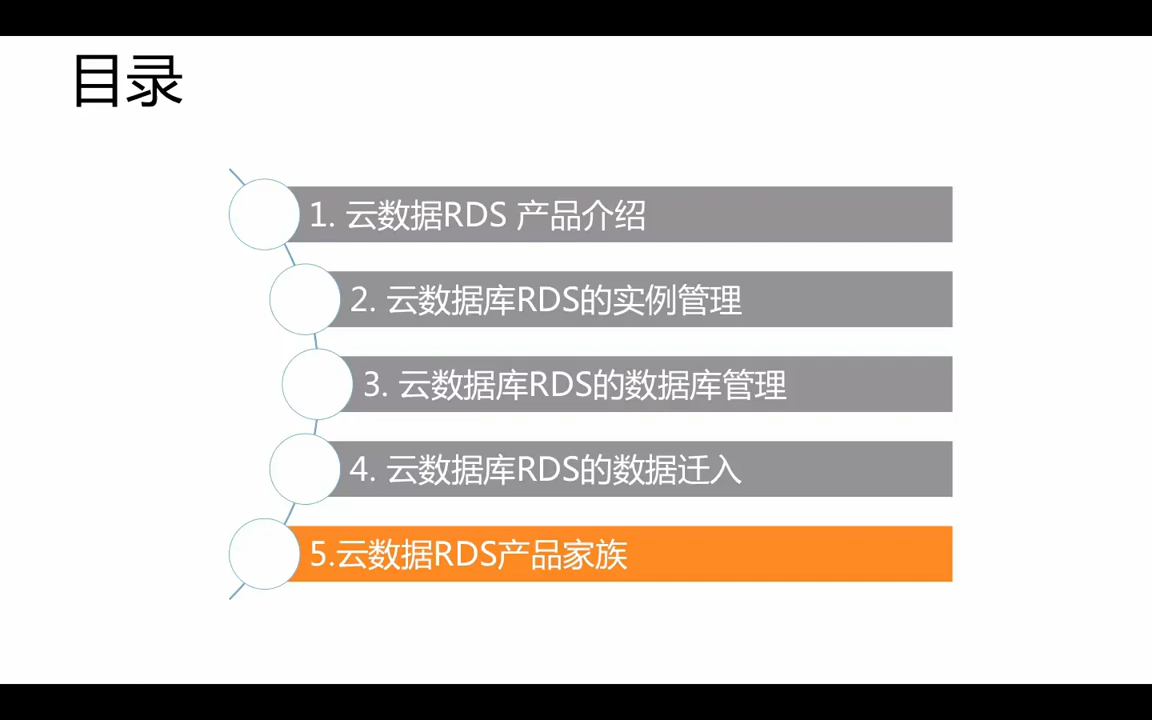 目录
1. 云数据RDS 产品介绍
2. 云数据库RDS的实例管理
3. 云数据库RDS的数据库管理
4. 云数据库RDS的数据迁入
5.云数据RDS产品家族